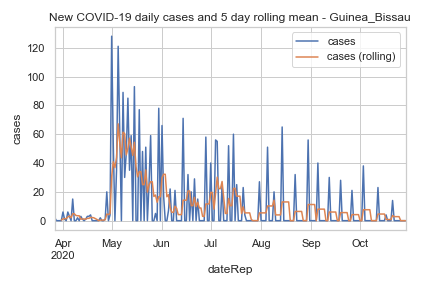 New COVID-19 daily cases and 5 day rolling mean - Guinea_Bissau
cases
cases (rolling)
120
100
80
60
40
20
0
cases
Apr
2020
May
Jun
Jul
Aug
Sep
Oct
dateRep